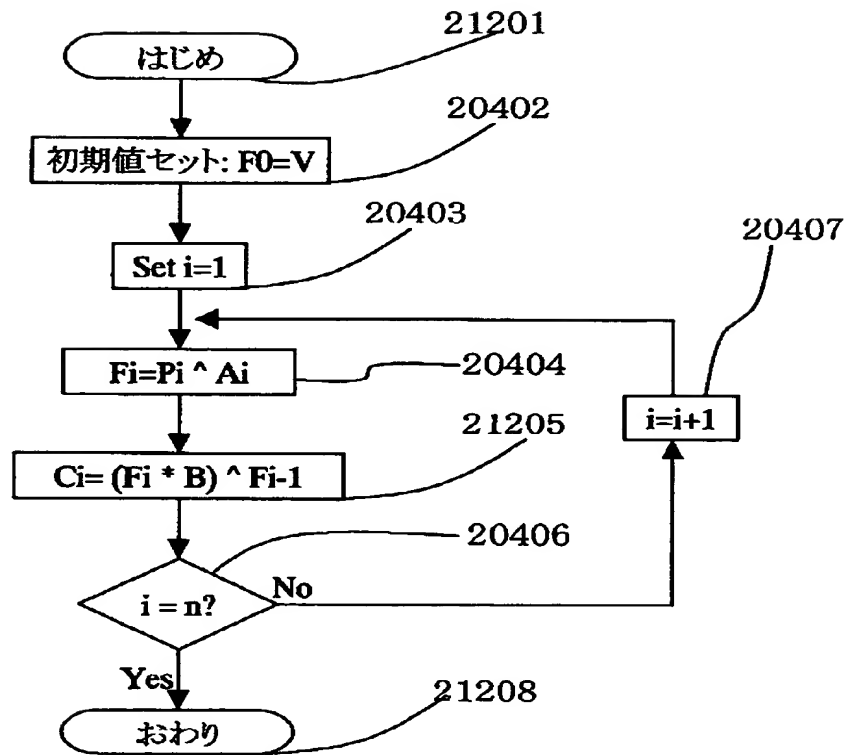 21201
はじめ
20402
初期値セット: F0=V
20403
Set i=1
20407
Fi=Pi ^ Ai
20404
i=i+1
21205
Ci= (Fi * B) ^ Fi-1
20406
i = n?
No
Yes
21208
おわり